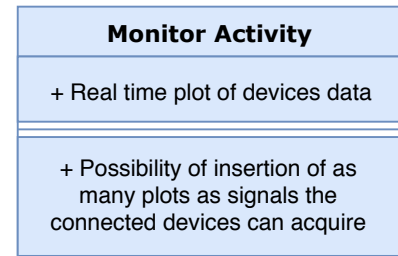 Monitor Activity
+ Real time plot of devices data
+ Possibility of insertion of as
many plots as signals the
connected devices can acquire